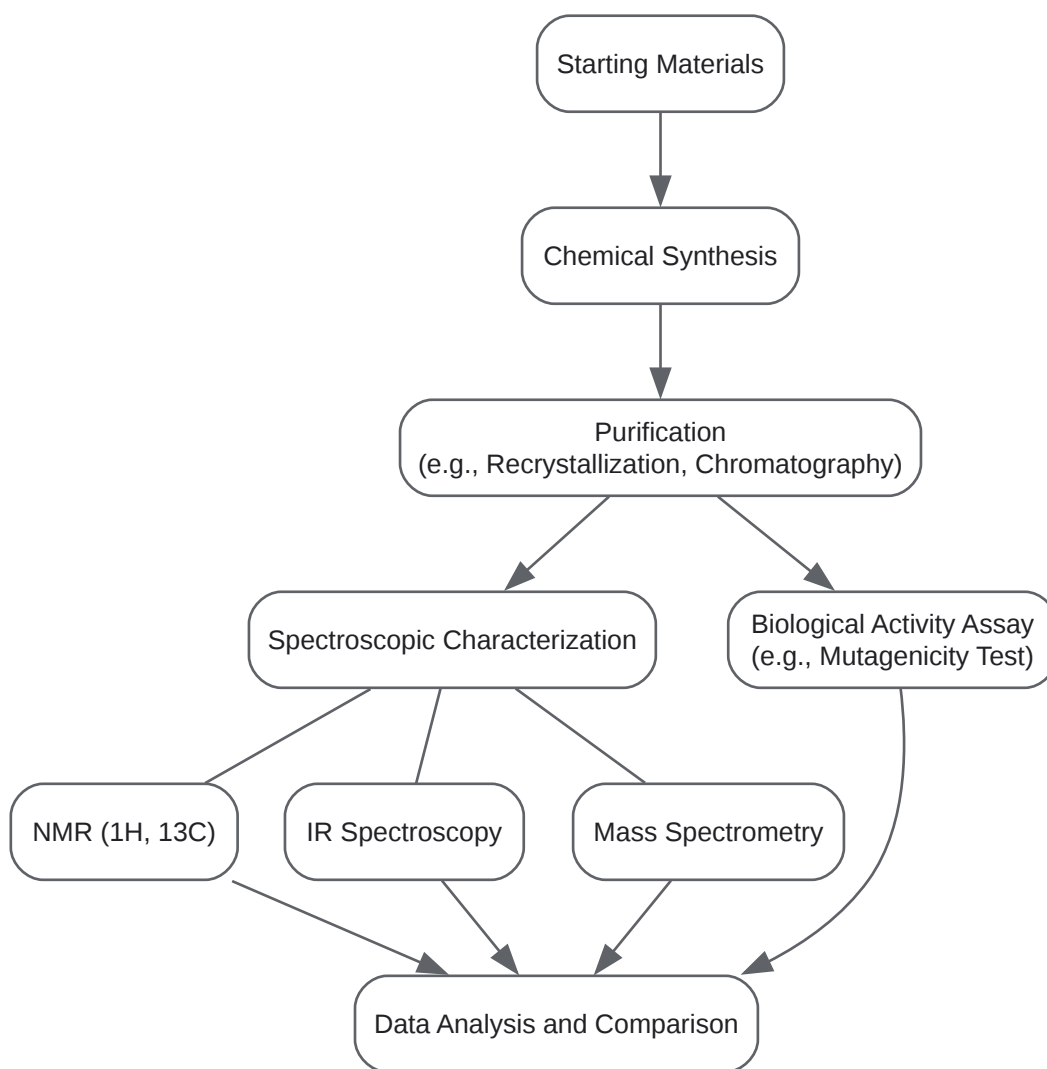 Starting Materials
Chemical Synthesis
Purification
(e.g., Recrystallization, Chromatography)
Spectroscopic Characterization
Biological Activity Assay
(e.g., Mutagenicity Test)
NMR (1H, 13C)
IR Spectroscopy
Mass Spectrometry
Data Analysis and Comparison